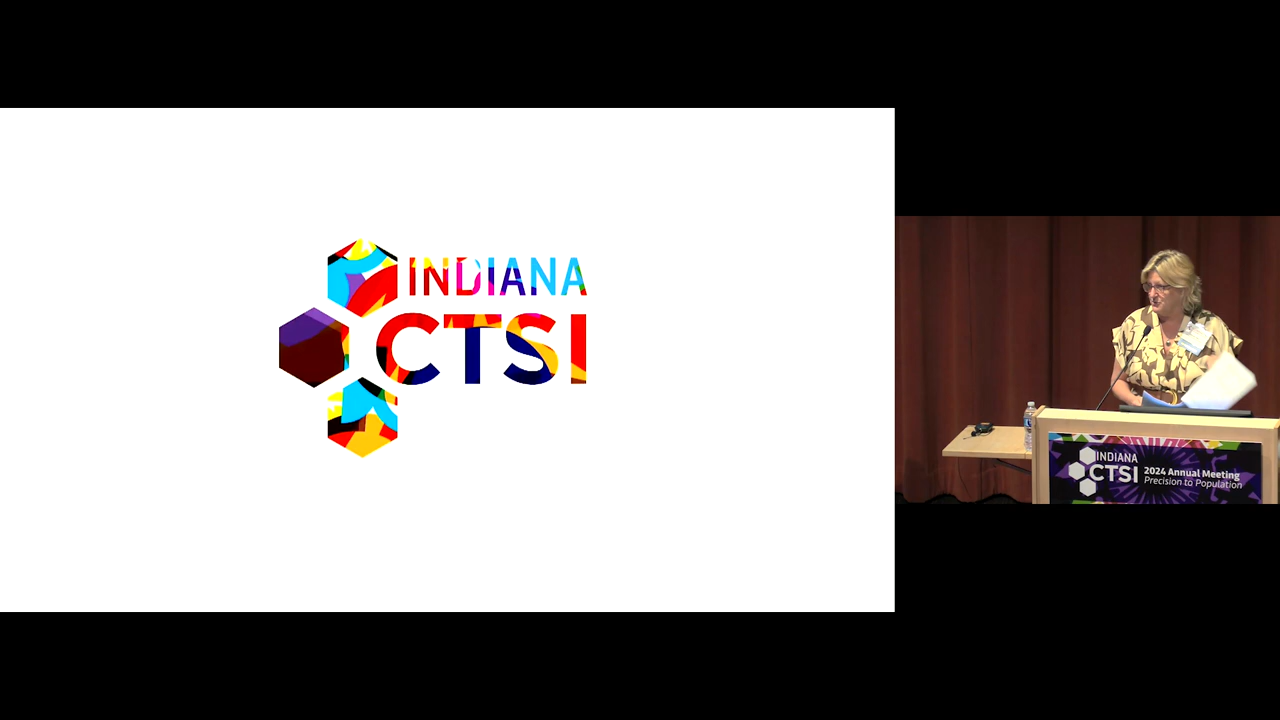 INDIANA
CTSI
INDIANA
CTSI
2024 Annual Meeting
Precision to Population